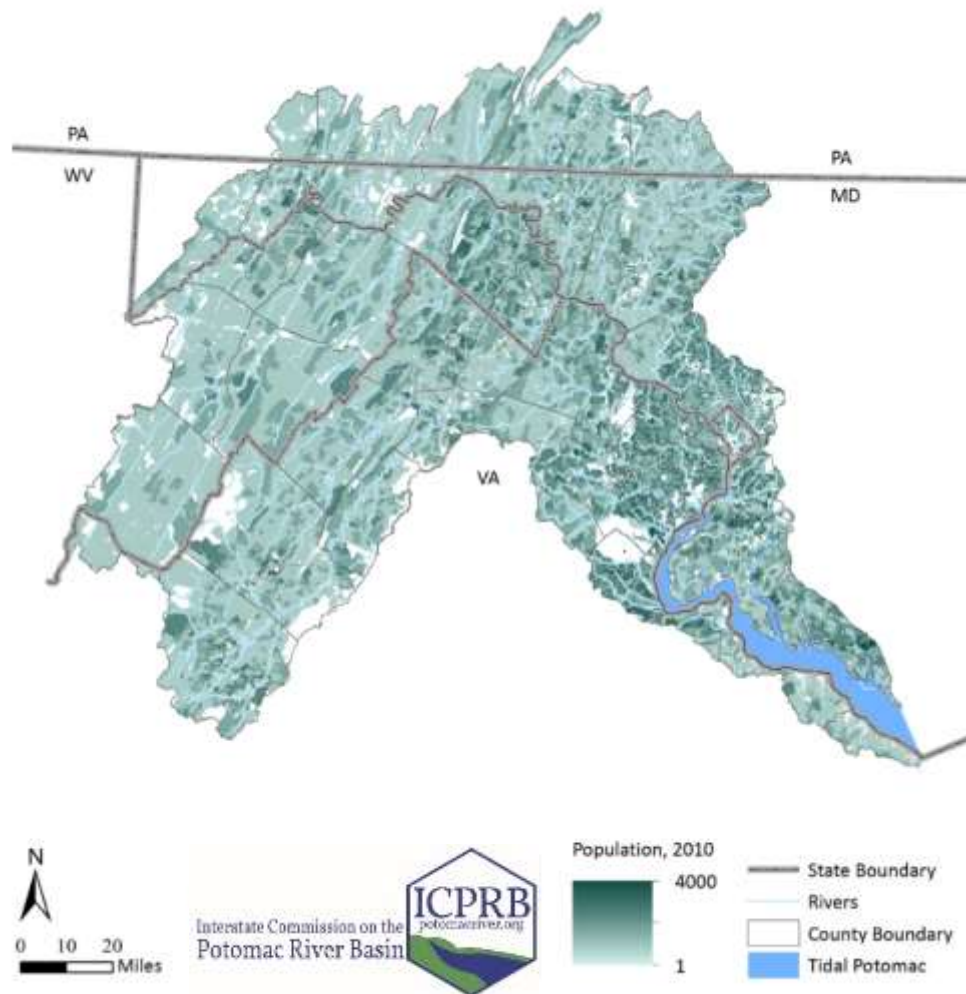 PA
PA
WV
MD
VA
N
0 10 20
Miles
Interstate Commission on the
Potomac River Basin
ICPRB
potomacriver.org
Population, 2010
4000
1
State Boundary
Rivers
County Boundary
Tidal Potomac